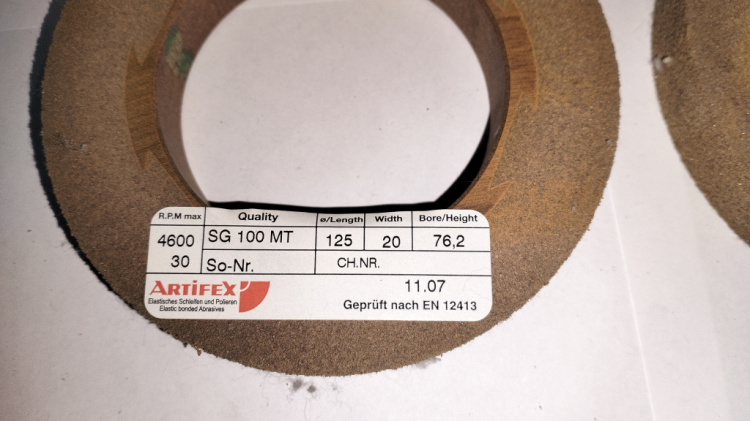 R.P.M max Quality ø/Length Width Bore/Height
4600 SG 100 MT 125 20 76,2
30 So-Nr. CH.NR.
ARTIFEX 11.07
Elastisches Schleifen und Polieren
Elastic bonded Abrasives
Geprüft nach EN 12413